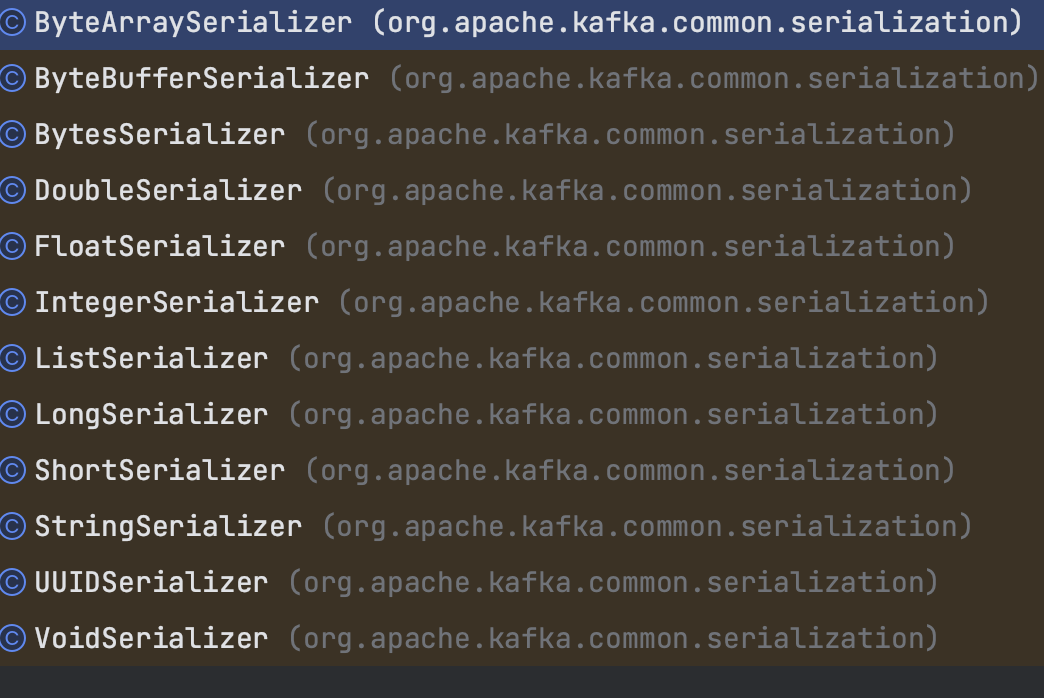 ByteArraySerializer (org.apache.kafka.common.serialization)
ByteBufferSerializer (org.apache.kafka.common.serialization)
BytesSerializer (org.apache.kafka.common.serialization)
DoubleSerializer (org.apache.kafka.common.serialization)
FloatSerializer (org.apache.kafka.common.serialization)
IntegerSerializer (org.apache.kafka.common.serialization)
ListSerializer (org.apache.kafka.common.serialization)
LongSerializer (org.apache.kafka.common.serialization)
ShortSerializer (org.apache.kafka.common.serialization)
StringSerializer (org.apache.kafka.common.serialization)
UUIDSerializer (org.apache.kafka.common.serialization)
VoidSerializer (org.apache.kafka.common.serialization)